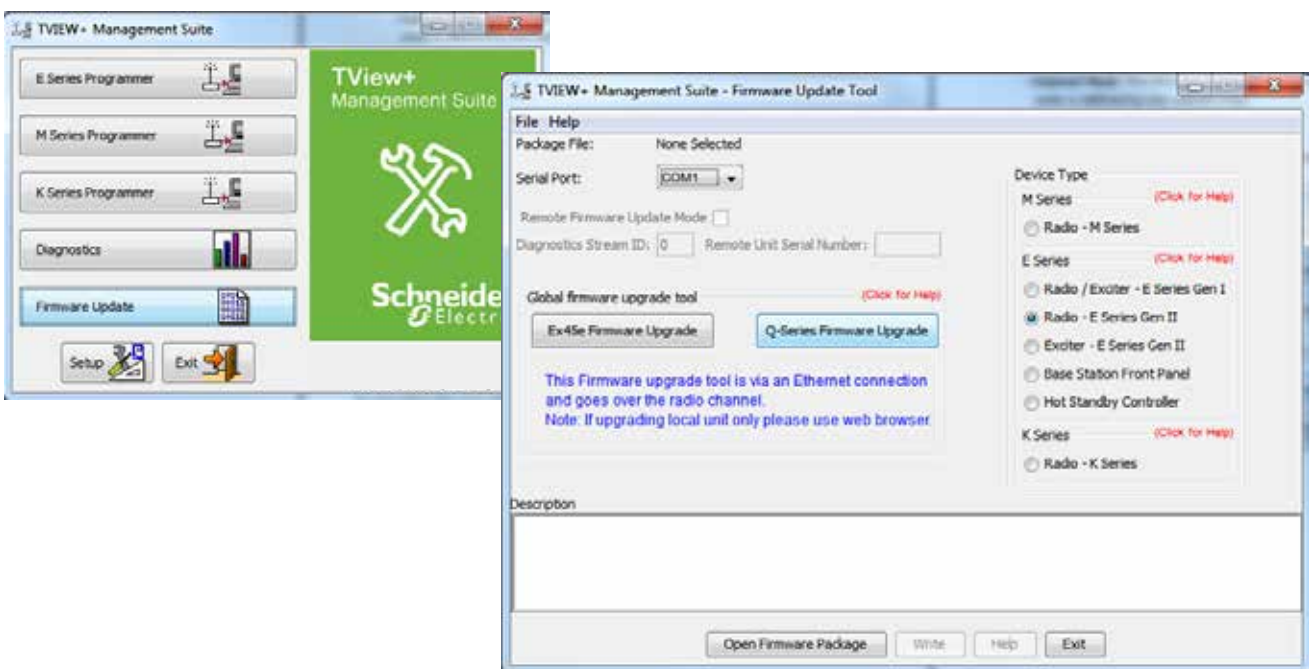 TVIEW+ Management Suite
E Series Programmer
M Series Programmer
K Series Programmer
Diagnostics
Firmware Update
Setup
Exit
TView+
Management Suite
Schneide
Electr
TVIEW+ Management Suite - Firmware Update Tool
File Help
Package File: None Selected
Serial Port: COM1
Remote Firmware Update Mode
Diagnostics Stream ID: 0 Remote Unit Serial Number:
Global firmware upgrade tool (Click for Help)
Ex45e Firmware Upgrade Q-Series Firmware Upgrade
This Firmware upgrade tool is via an Ethernet connection
and goes over the radio channel.
Note: If upgrading local unit only please use web browser
Device Type
M Series (Click for Help)
Radio - M Series
E Series (Click for Help)
Radio / Exciter - E Series Gen I
Radio - E Series Gen II
Exciter - E Series Gen II
Base Station Front Panel
Hot Standby Controller
K Series (Click for Help)
Radio - K Series
Description
Open Firmware Package Write Help Exit